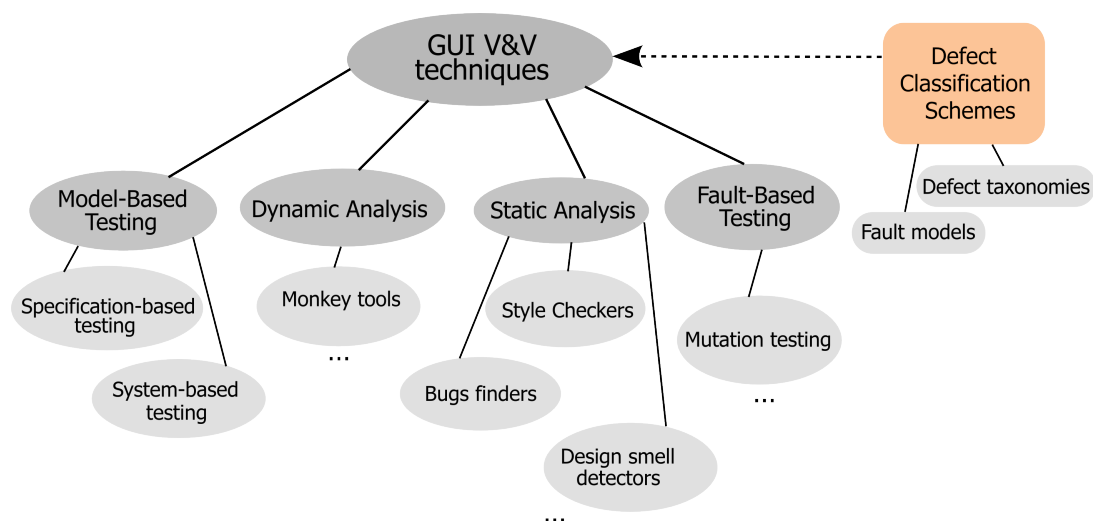 GUI V&V
techniques
Defect
Classification
Schemes
Model-Based
Testing
Dynamic Analysis
Static Analysis
Fault-Based
Testing
Defect taxonomies
Fault models
Specification-based
testing
Monkey tools
...
Style Checkers
Mutation testing
...
System-based
testing
Bugs finders
Design smell
detectors
...